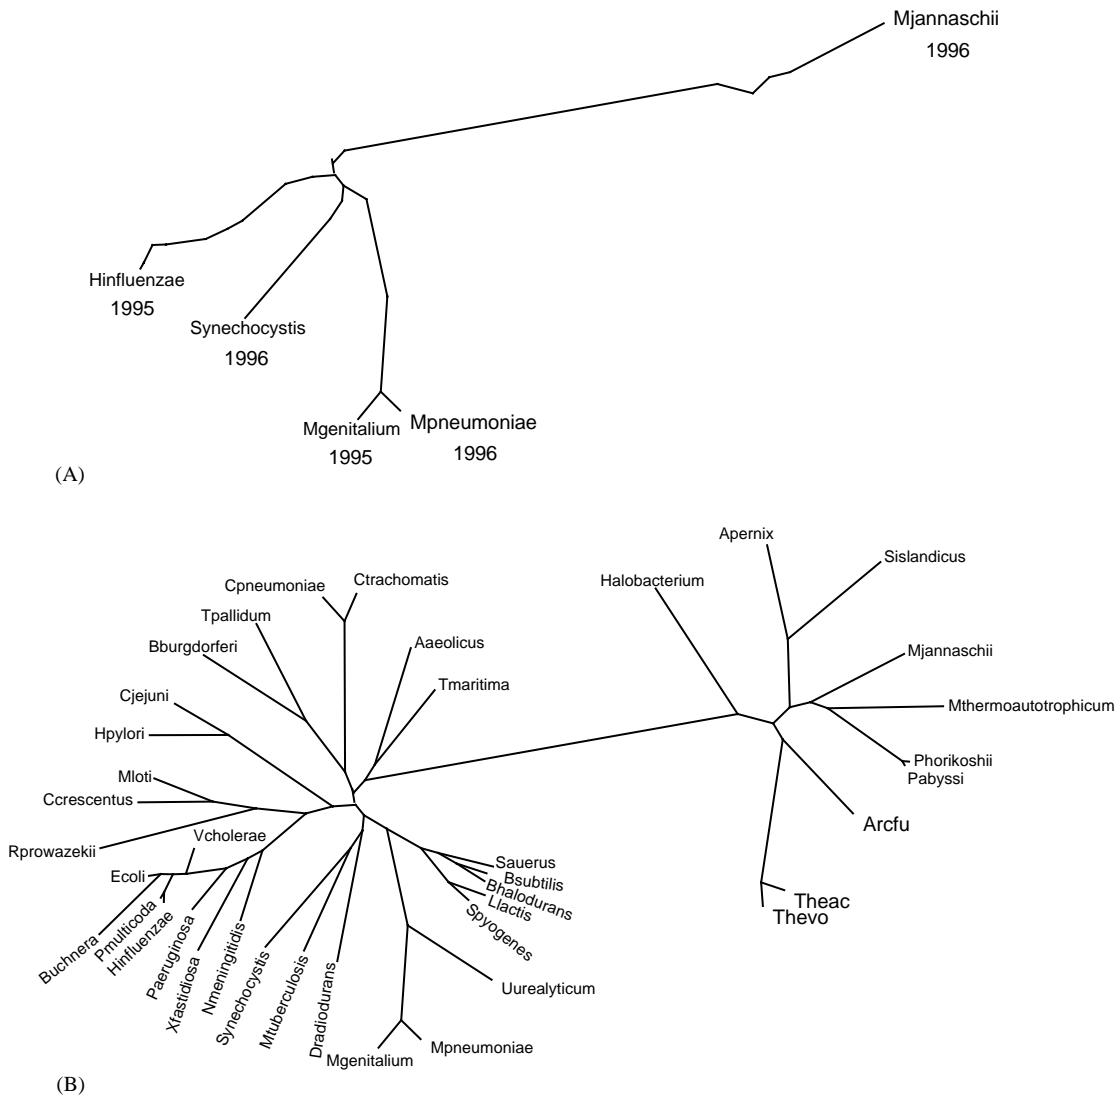 Mjannaschii
1996
Hinfluenzae
1995
Synechocystis
1996
Mgenitalium
1995
Mpneumoniae
1996
(A)
Apernix
Sislandicus
Halobacterium
Ctrachomatis
Cpneumoniae
Tpallidum
Bburgdorferi
Aaeolicus
Tmaritima
Mjannaschii
Cjejuni
Mthermoautotrophicum
Hpylori
Phorikoshii
Pabyssi
Mloti
Ccrescentus
Arcfu
Vcholerae
Rprowazekii
Sauerus
Ecoli
Bsubtilis
Bhalodurans
Llactis
Spyogenes
Theac
Thevo
Buchnera
Pmulticoda
Hinfluenzae
Paeruginosa
Xfastidiosa
Nmeningitidis
Synechocystis
Mtuberculosis
Dradiodurans
Uurealyticum
Mpneumoniae
Mgenitalium
(B)